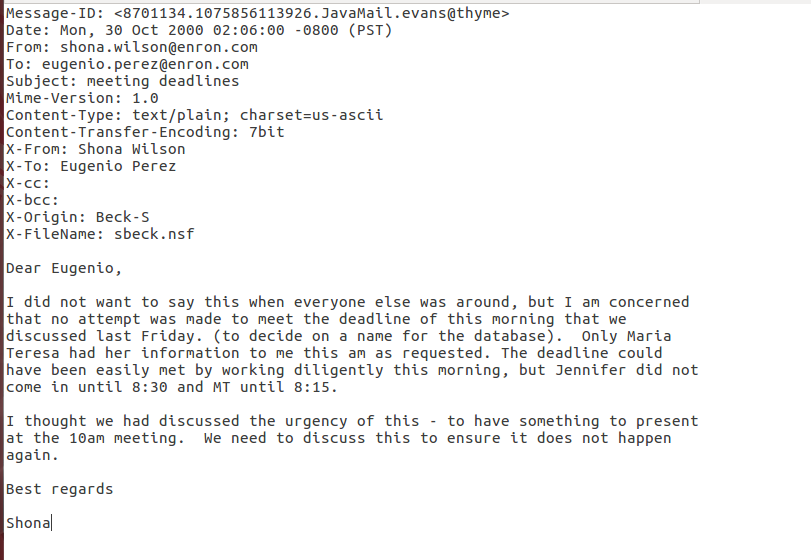 Message-ID: <8701134.1075856113926.JavaMail.evans@thyme>
Date: Mon, 30 Oct 2000 02:06:00 -0800 (PST)
From: shona.wilson@enron.com
To: eugenio.perez@enron.com
Subject: meeting deadlines
Mime-Version: 1.0
Content-Type: text/plain; charset=us-ascii
Content-Transfer-Encoding: 7bit
X-From: Shona Wilson
X-To: Eugenio Perez
X-cc:
X-bcc:
X-Origin: Beck-S
X-FileName: sbeck.nsf

Dear Eugenio,

I did not want to say this when everyone else was around, but I am concerned
that no attempt was made to meet the deadline of this morning that we
discussed last Friday. (to decide on a name for the database).  Only Maria
Teresa had her information to me this am as requested. The deadline could
have been easily met by working diligently this morning, but Jennifer did not
come in until 8:30 and MT until 8:15.

I thought we had discussed the urgency of this - to have something to present
at the 10am meeting.  We need to discuss this to ensure it does not happen
again.

Best regards

Shona